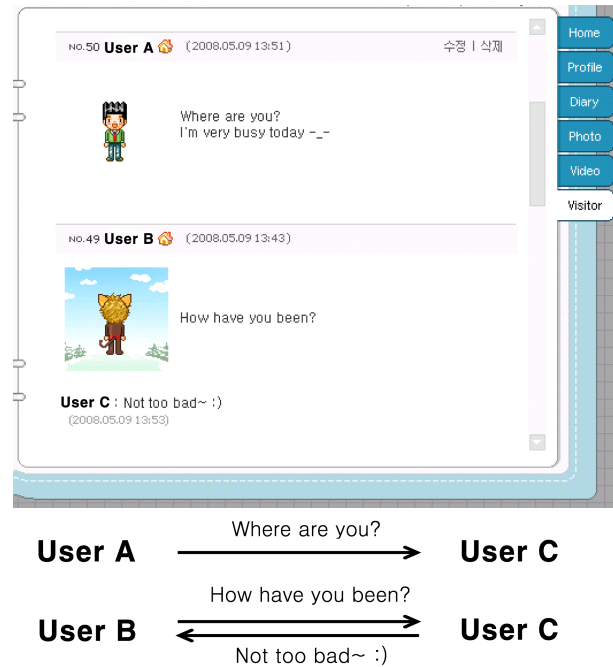 Home
Profile
Diary
Photo
Video
Visitor
NO.50 User A (2008.05.09 13:51) 수정 | 삭제
Where are you?
I'm very busy today -_-
NO.49 User B (2008.05.09 13:43)
How have you been?
User C : Not too bad~ :)
(2008.05.09 13:53)
Where are you?
User A User C
How have you been?
User B User C
Not too bad~ :)